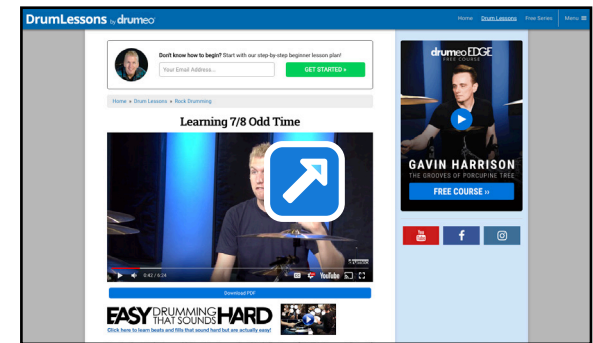 DrumLessons by drumeo
Home Drum Lessons Free Series Menu
Don't know how to begin? Start with our step-by-step beginner lesson plan!
Your Email Address...
GET STARTED »
Home » Drum Lessons » Rock Drumming
Learning 7/8 Odd Time
0:42 / 6:24
YouTube
Download PDF
EASY DRUMMING THAT SOUNDS HARD
Click here to learn beats and fills that sound hard but are actually easy!
drumeo EDGE
FREE COURSE
GAVIN HARRISON
THE GROOVES OF PORCUPINE TREE
FREE COURSE »
You
f